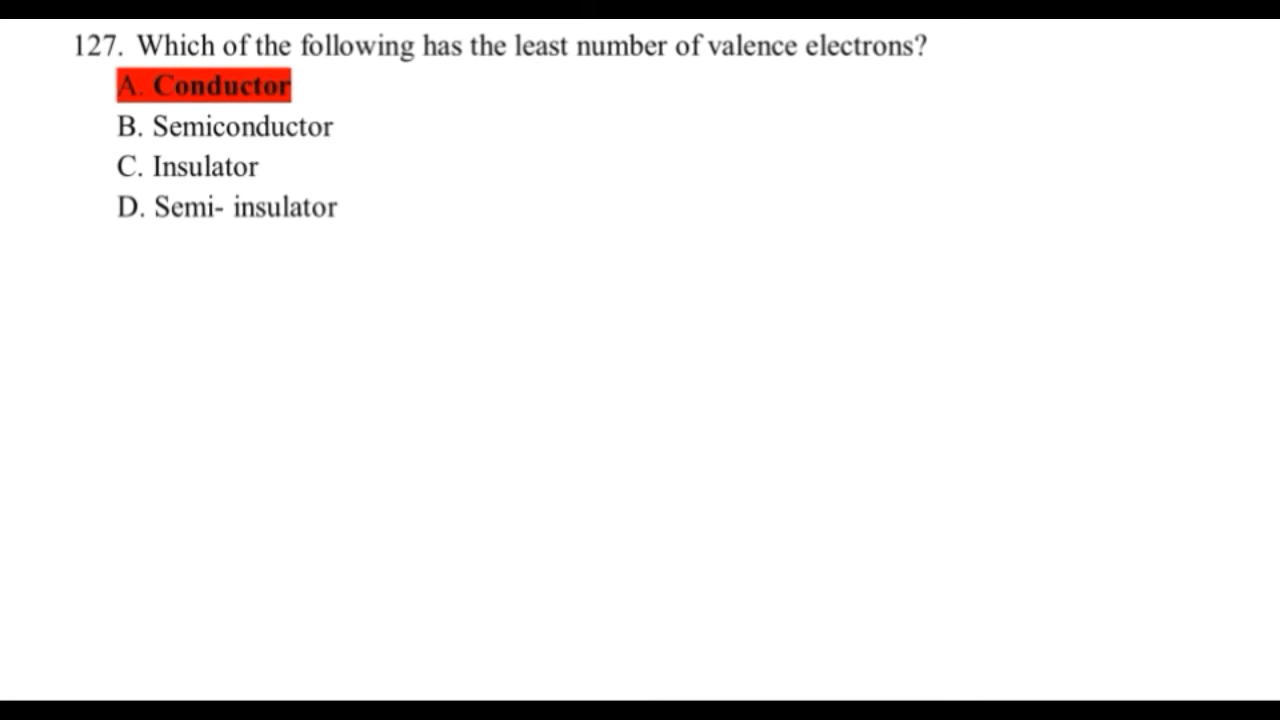 127. Which of the following has the least number of valence electrons?
A. Conductor
B. Semiconductor
C. Insulator
D. Semi- insulator